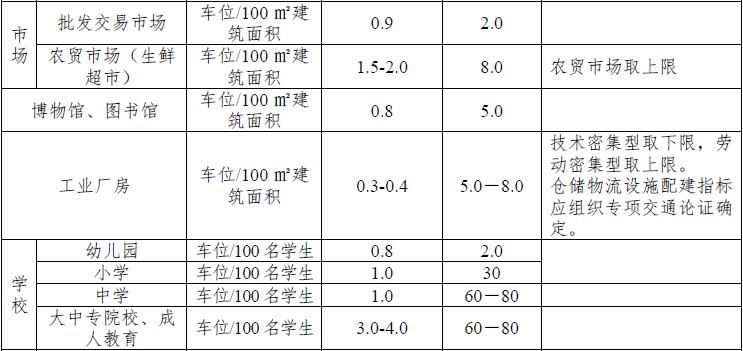 市场
批发交易市场 车位/100 ㎡建筑面积 0.9 2.0
农贸市场（生鲜超市） 车位/100 ㎡建筑面积 1.5-2.0 8.0 农贸市场取上限
博物馆、图书馆 车位/100 ㎡建筑面积 0.8 5.0
工业厂房 车位/100 ㎡建筑面积 0.3-0.4 5.0－8.0 技术密集型取下限，劳动密集型取上限。
仓储物流设施配建指标应组织专项交通论证确定。
学校
幼儿园 车位/100 名学生 0.8 2.0
小学 车位/100 名学生 1.0 30
中学 车位/100 名学生 1.0 60－80
大中专院校、成人教育 车位/100 名学生 3.0-4.0 60－80